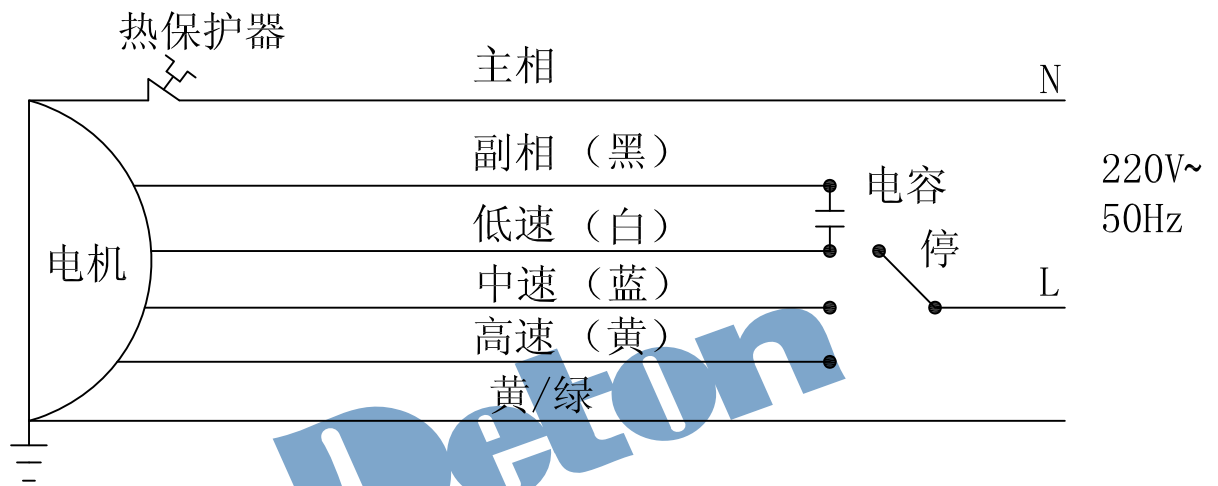 热保护器
主相
N
副相（黑）
220V~
50Hz
电容
低速（白）
停
电机
中速（蓝）
L
高速（黄）
黄/绿
Deton